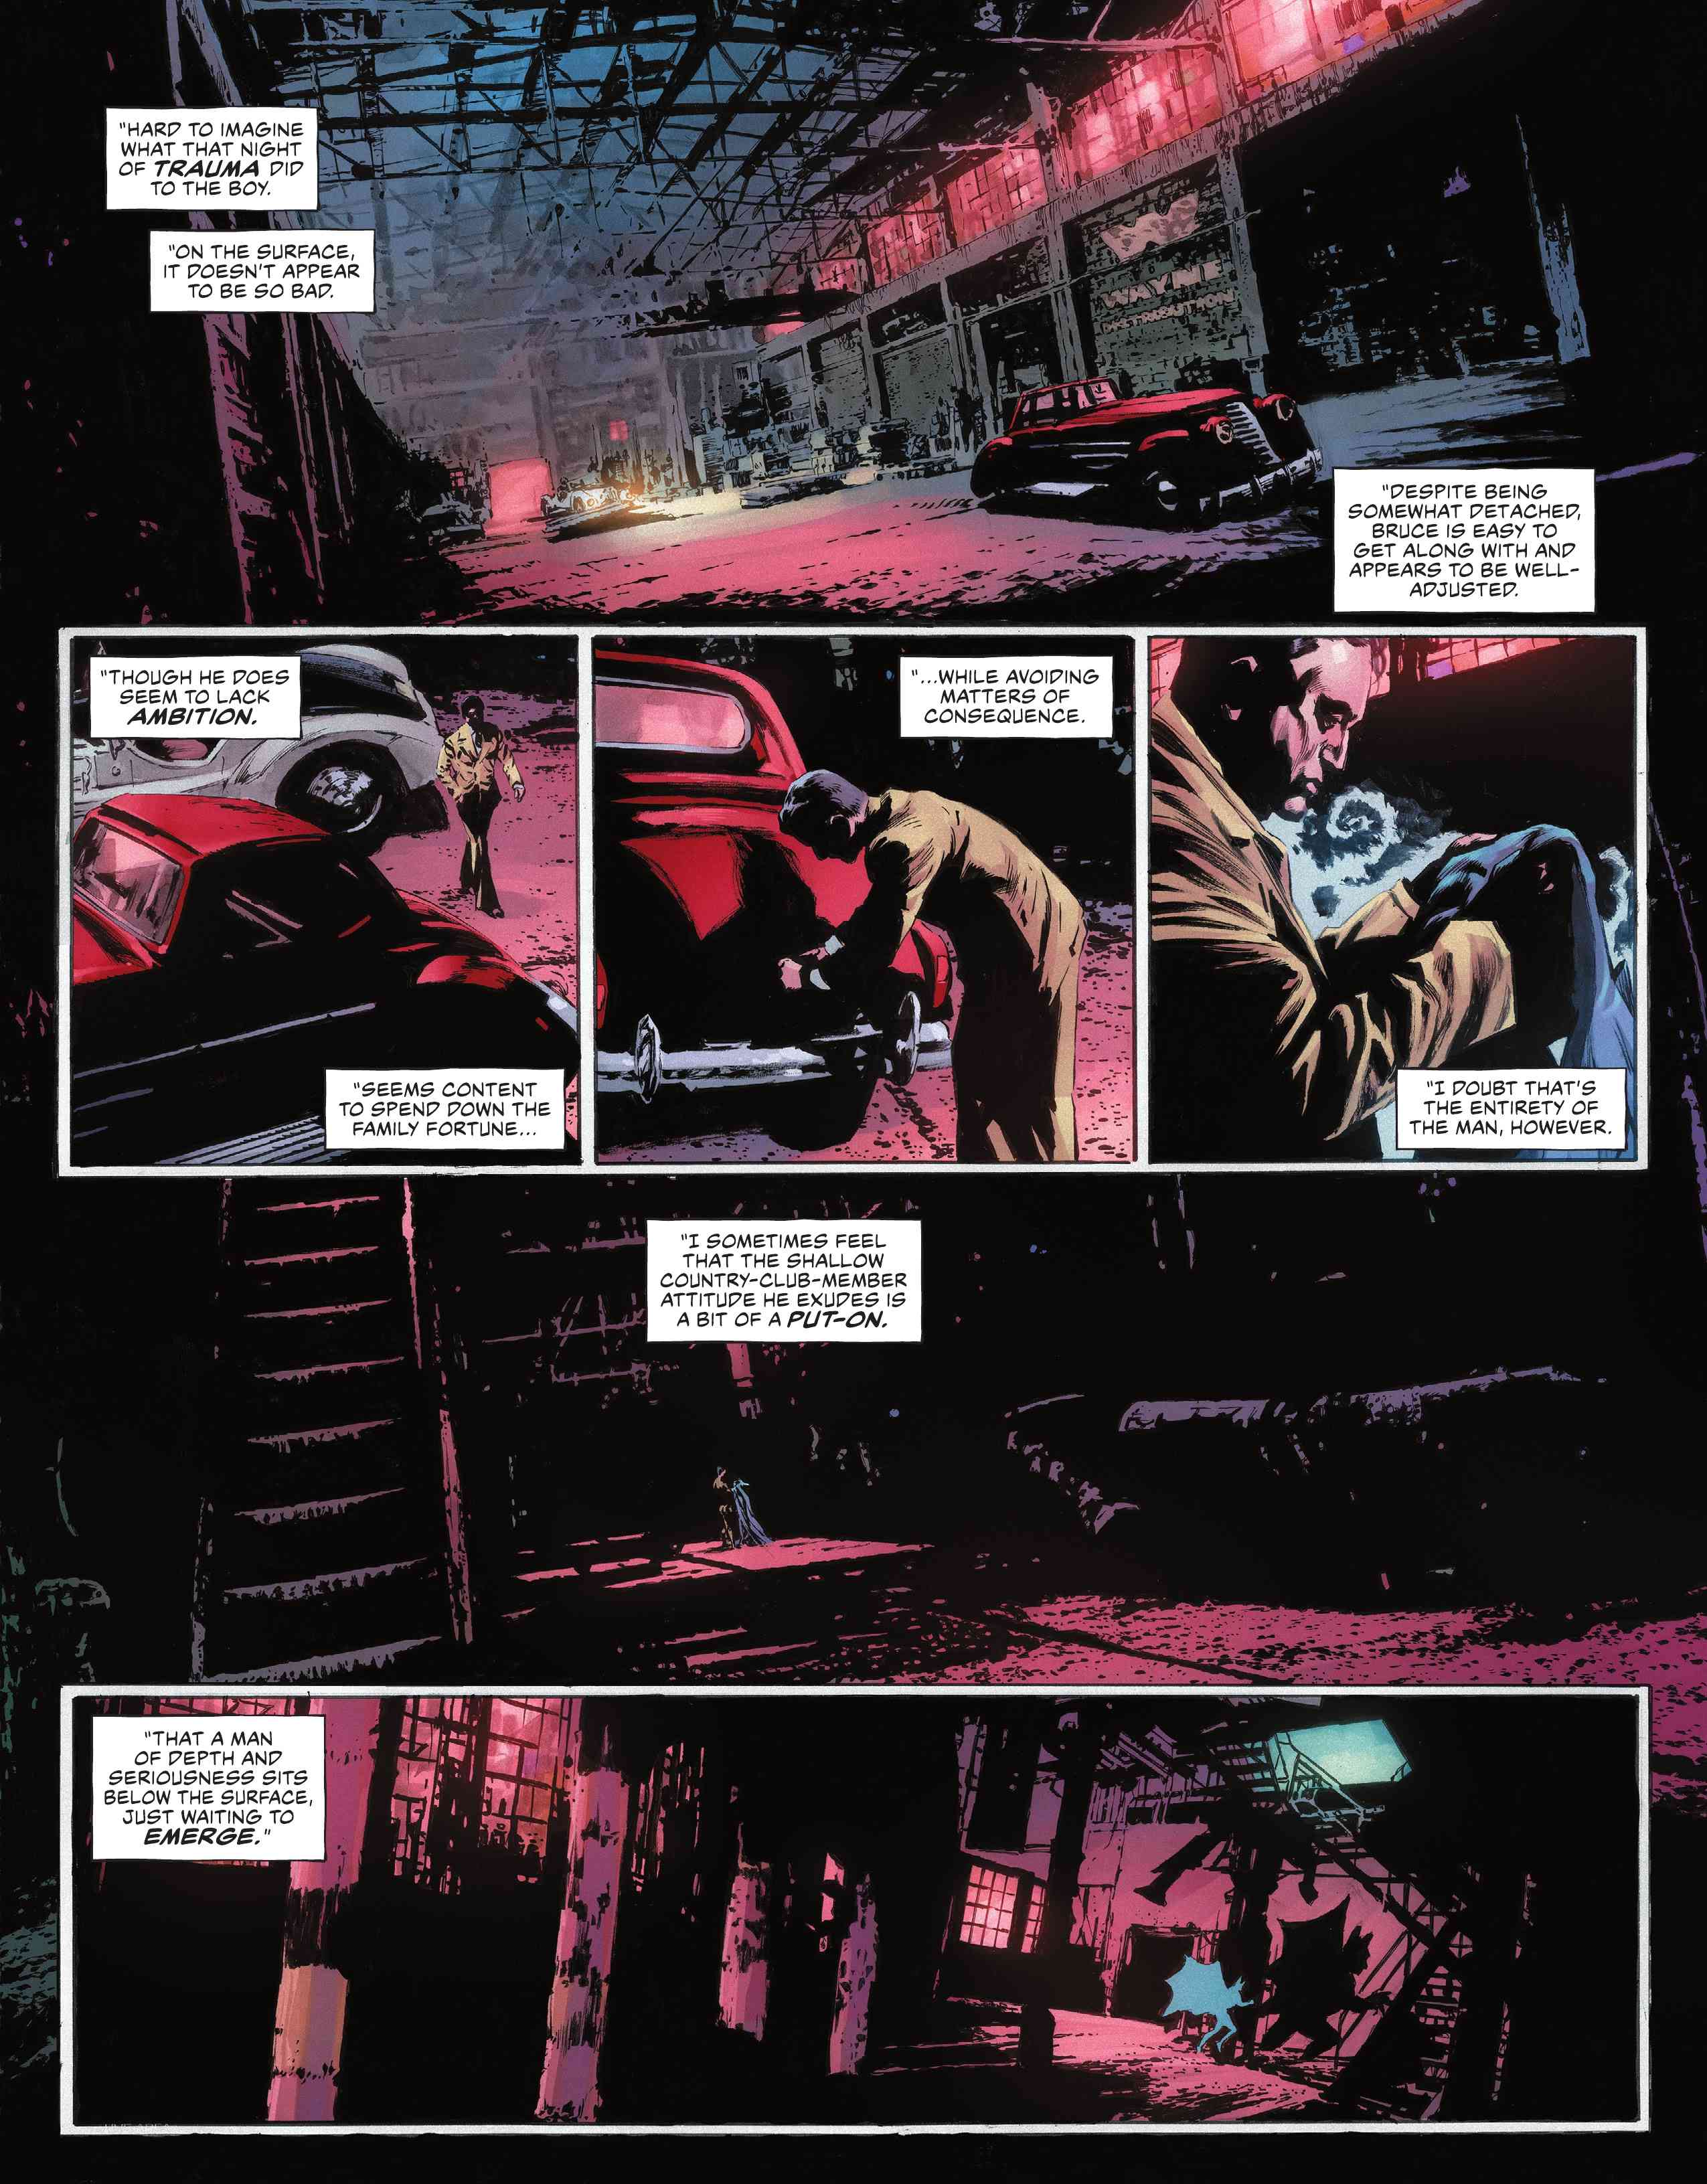 "HARD TO IMAGINE
WHAT THAT NIGHT
OF TRAUMA DID
TO THE BOY.
"ON THE SURFACE,
IT DOESN'T APPEAR
TO BE SO BAD.
W
WAYNE
DISTRIBUTION
"DESPITE BEING
SOMEWHAT DETACHED,
BRUCE IS EASY TO
GET ALONG WITH AND
APPEARS TO BE WELL-
ADJUSTED.
"THOUGH HE DOES
SEEM TO LACK
AMBITION.
"SEEMS CONTENT
TO SPEND DOWN THE
FAMILY FORTUNE...
"...WHILE AVOIDING
MATTERS OF
CONSEQUENCE.
"I DOUBT THAT'S
THE ENTIRETY OF
THE MAN, HOWEVER.
"I SOMETIMES FEEL
THAT THE SHALLOW
COUNTRY-CLUB-MEMBER
ATTITUDE HE EXUDES IS
A BIT OF A PUT-ON.
"THAT A MAN
OF DEPTH AND
SERIOUSNESS SITS
BELOW THE SURFACE,
JUST WAITING TO
EMERGE."